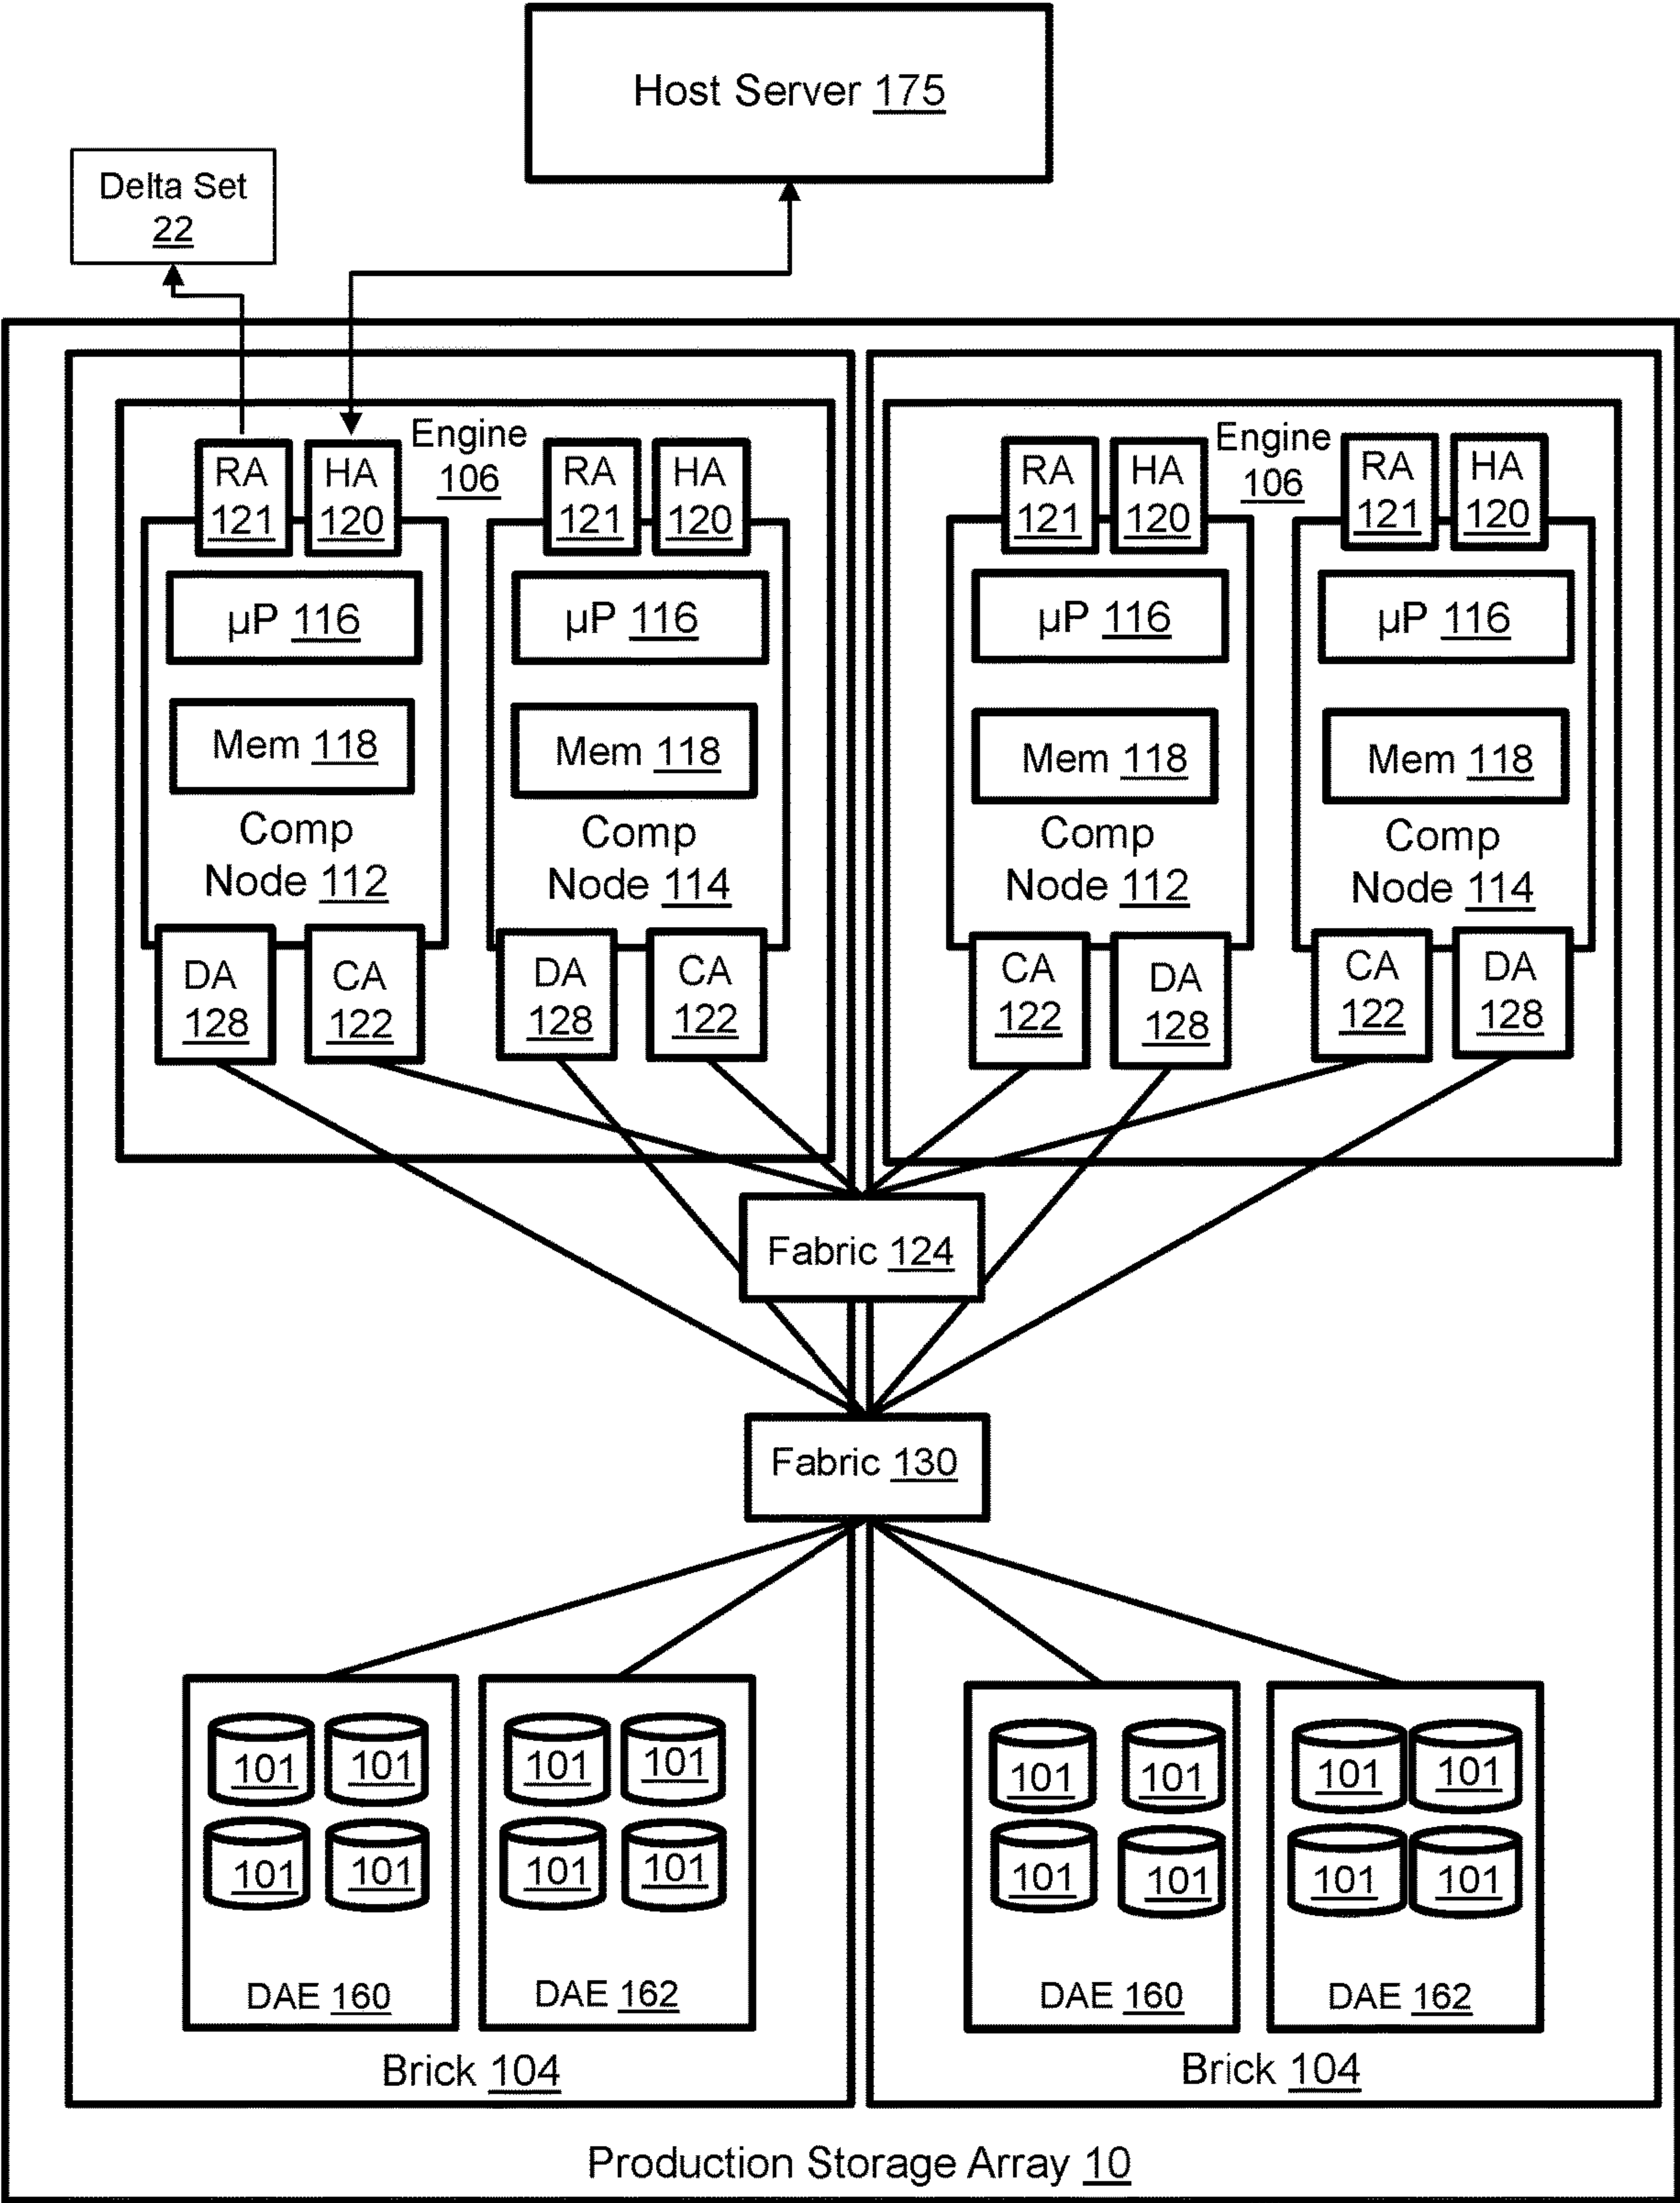 Host Server 175
Delta Set
22
Engine
106
RA
121
HA
120
RA
121
HA
120
µP 116
µP 116
Mem 118
Mem 118
Comp
Node 112
Comp
Node 114
DA
128
CA
122
DA
128
CA
122
Engine
106
RA
121
HA
120
RA
121
HA
120
µP 116
µP 116
Mem 118
Mem 118
Comp
Node 112
Comp
Node 114
CA
122
DA
128
CA
122
DA
128
Fabric 124
Fabric 130
101 101
101 101
DAE 160
101 101
101 101
DAE 162
Brick 104
101 101
101 101
DAE 160
101 101
101 101
DAE 162
Brick 104
Production Storage Array 10